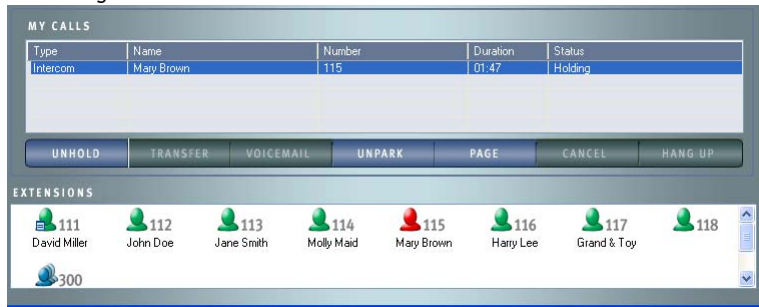 MY CALLS
Type Name Number Duration Status
Intercom Mary Brown 115 01:47 Holding
UNHOLD TRANSFER VOICEMAIL UNPARK PAGE CANCEL HANG UP
EXTENSIONS
111 112 113 114 115 116 117 118
David Miller John Doe Jane Smith Molly Maid Mary Brown Harry Lee Grand & Toy
300